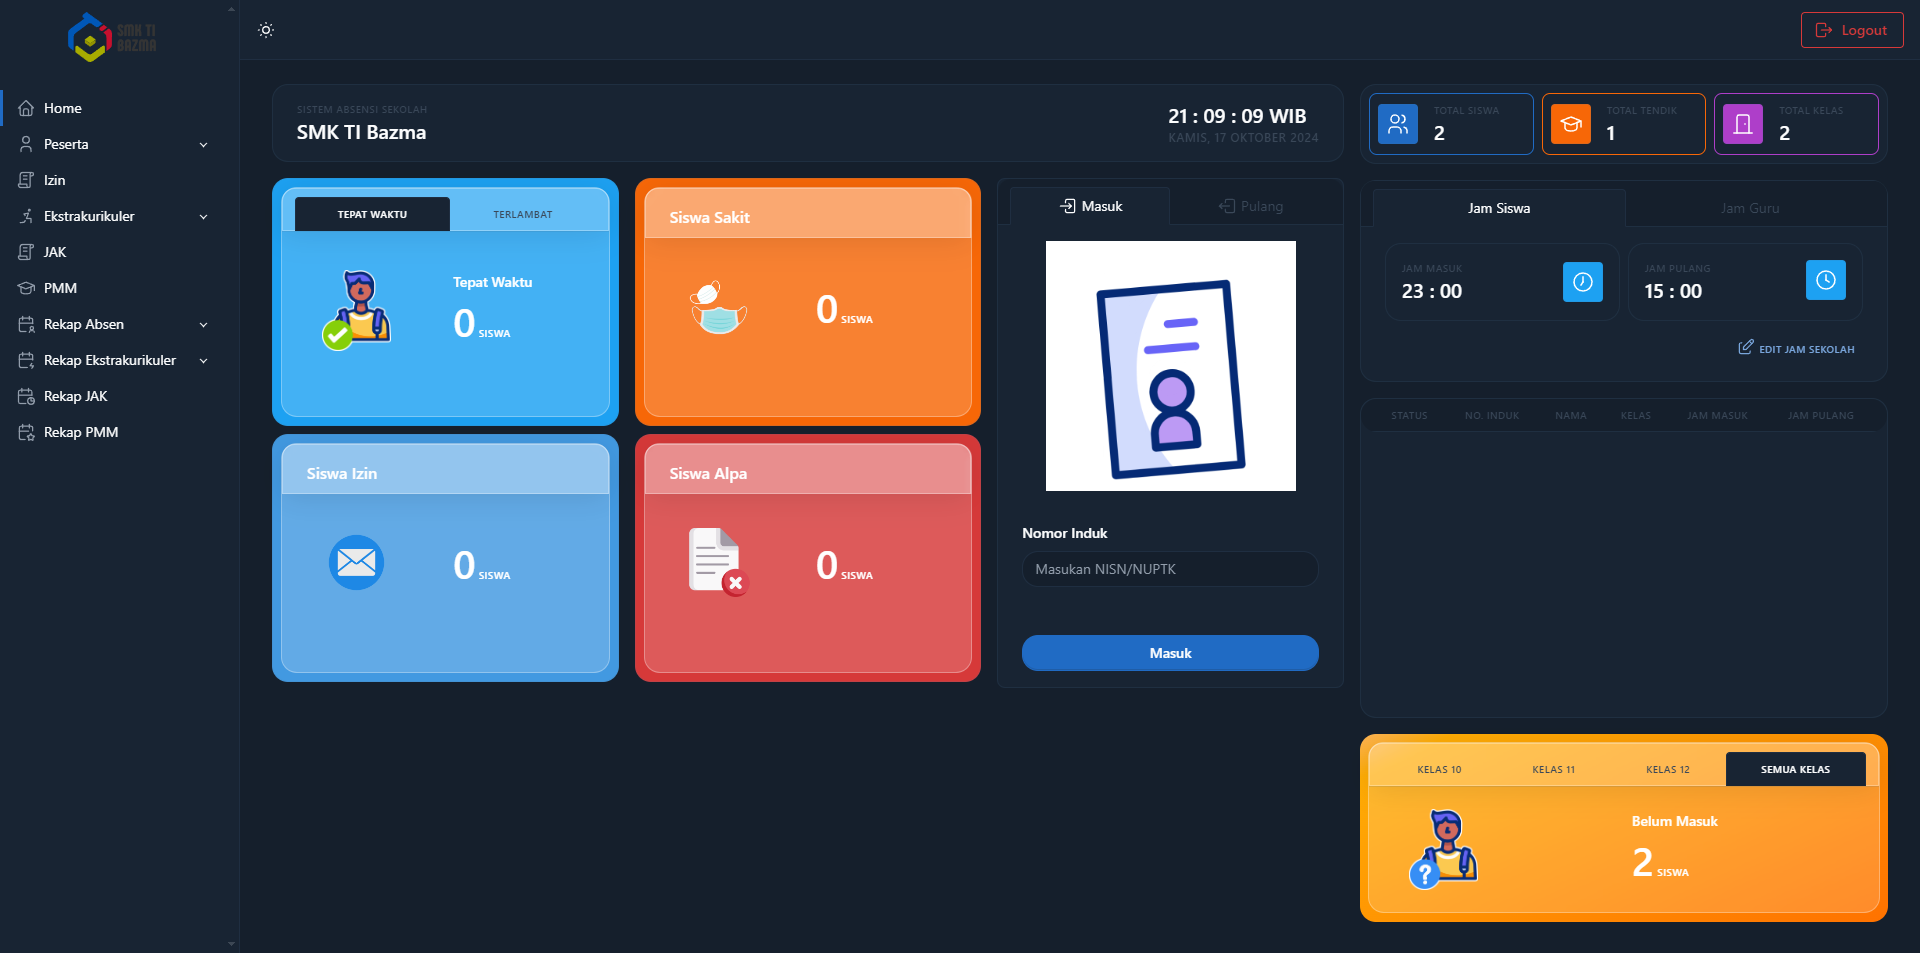 SMK TI
BAZMA
Home
Peserta
Izin
Ekstrakurikuler
JAK
PMM
Rekap Absen
Rekap Ekstrakurikuler
Rekap JAK
Rekap PMM
Logout
SISTEM ABSENSI SEKOLAH
SMK TI Bazma
21 : 09 : 09 WIB
KAMIS, 17 OKTOBER 2024
TOTAL SISWA
2
TOTAL TENDIK
1
TOTAL KELAS
2
TEPAT WAKTU
TERLAMBAT
Tepat Waktu
0 SISWA
Siswa Sakit
0 SISWA
Siswa Izin
0 SISWA
Siswa Alpa
0 SISWA
Masuk
Pulang
Nomor Induk
Masukan NISN/NUPTK
Masuk
Jam Siswa
Jam Guru
JAM MASUK
23 : 00
JAM PULANG
15 : 00
EDIT JAM SEKOLAH
STATUS NO. INDUK NAMA KELAS JAM MASUK JAM PULANG
KELAS 10
KELAS 11
KELAS 12
SEMUA KELAS
Belum Masuk
2 SISWA